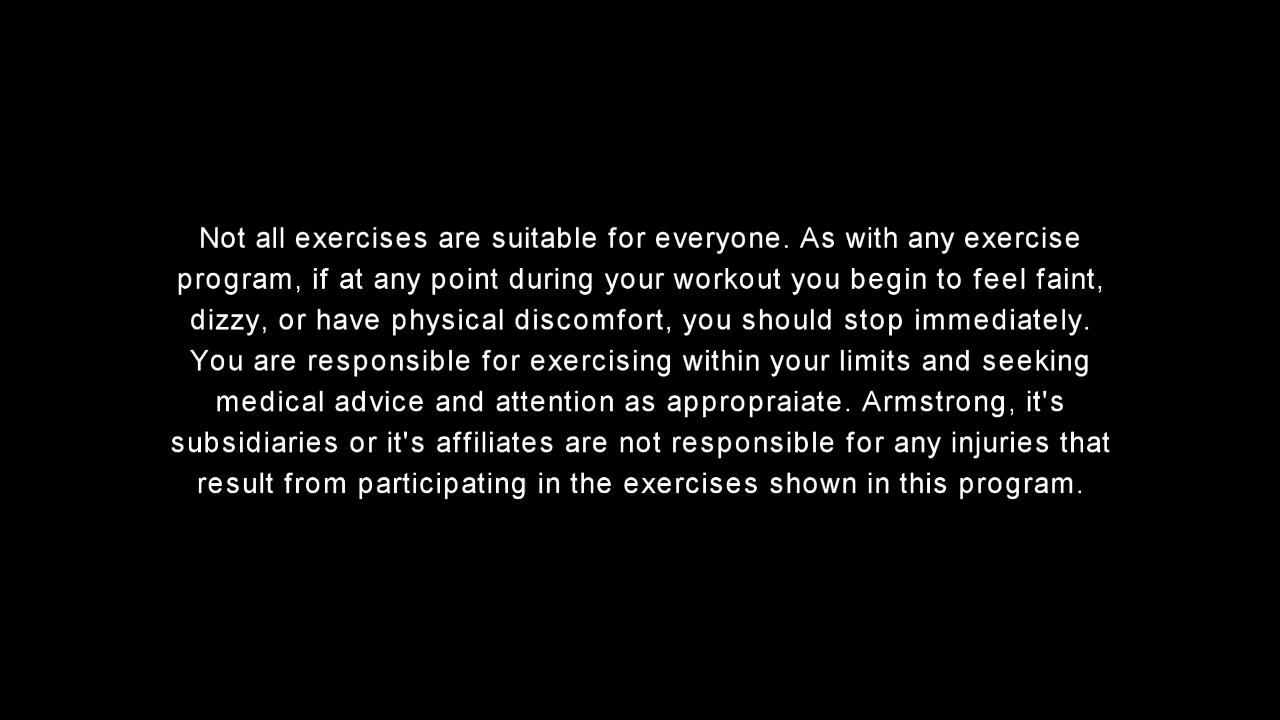 Not all exercises are suitable for everyone. As with any exercise
program, if at any point during your workout you begin to feel faint,
dizzy, or have physical discomfort, you should stop immediately.
You are responsible for exercising within your limits and seeking
medical advice and attention as appropraiate. Armstrong, it's
subsidiaries or it's affiliates are not responsible for any injuries that
result from participating in the exercises shown in this program.